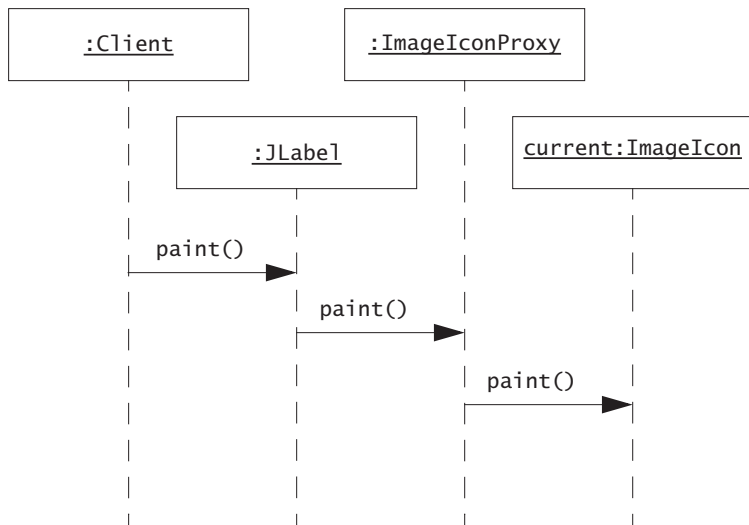 :Client
:ImageIconProxy
:JLabel
current:ImageIcon
paint()
paint()
paint()